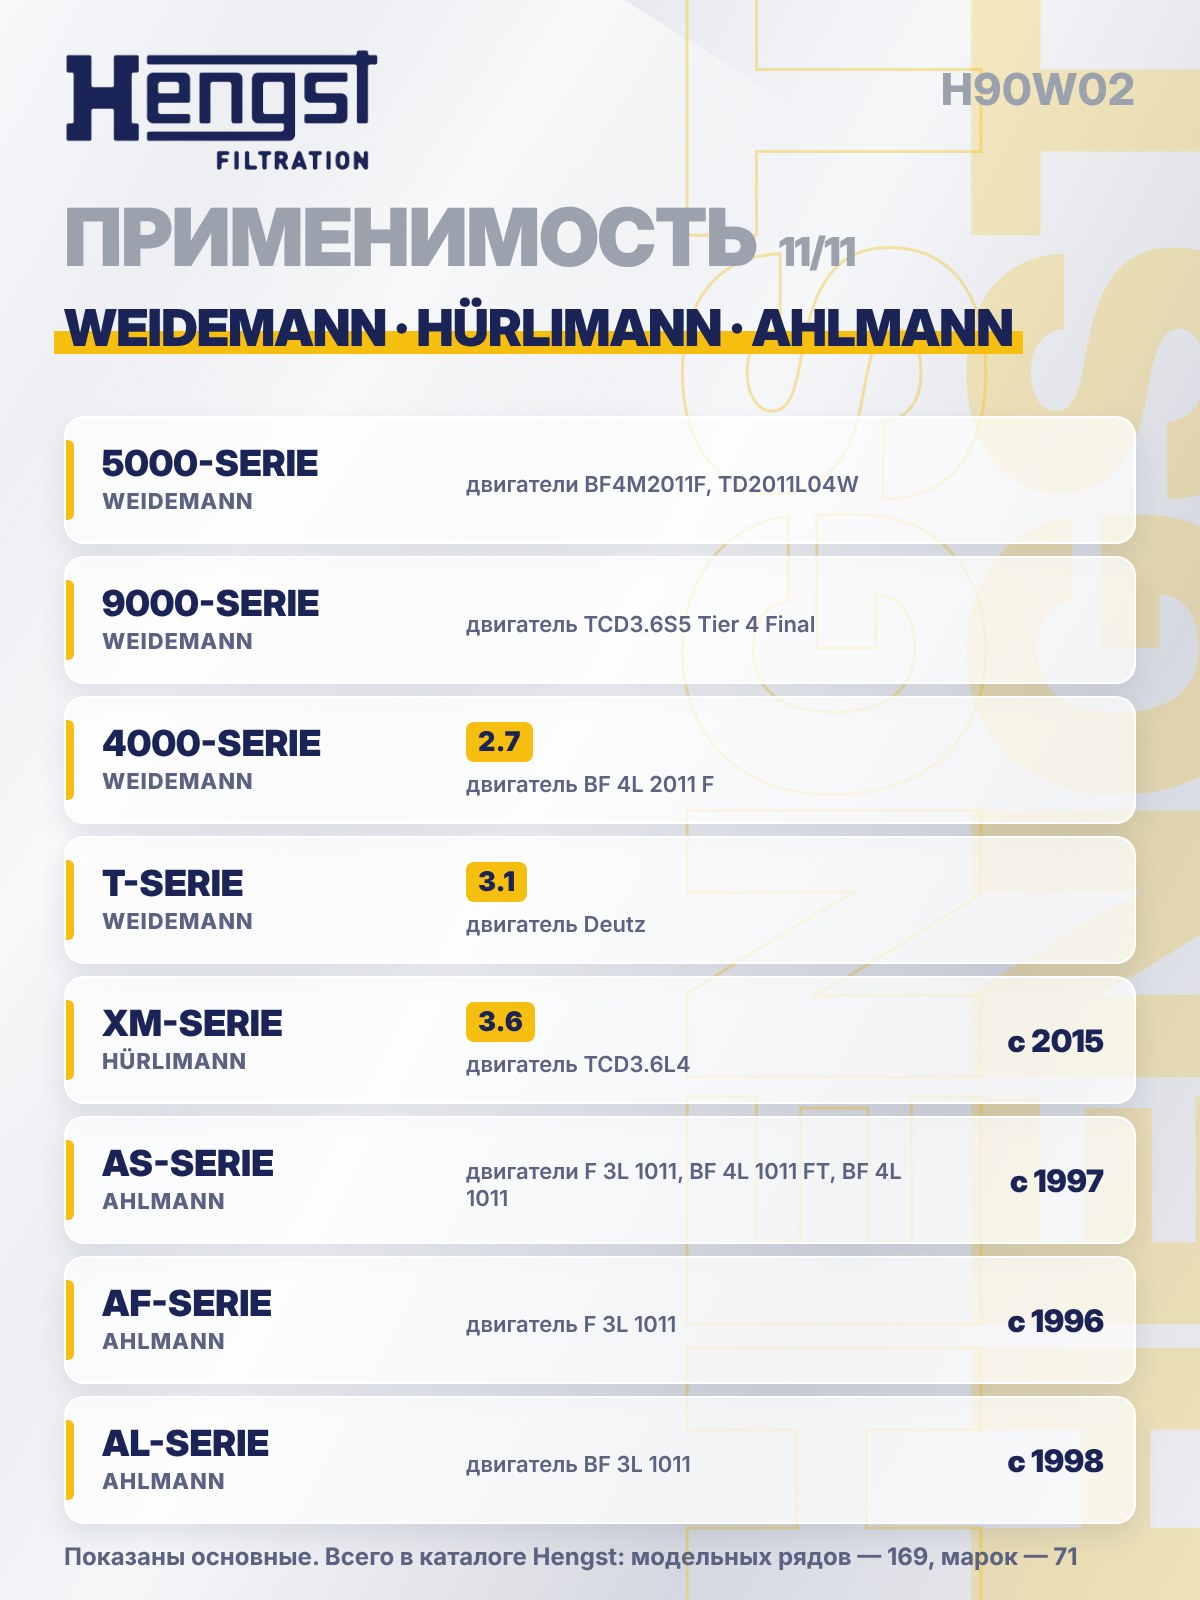 Hengst
FILTRATION
H90W02
ПРИМЕНИМОСТЬ 11/11
WEIDEMANN · HÜRLIMANN · AHLMANN
5000-SERIE
WEIDEMANN
двигатели BF4M2011F, TD2011L04W
9000-SERIE
WEIDEMANN
двигатель TCD3.6S5 Tier 4 Final
4000-SERIE
WEIDEMANN
2.7
двигатель BF 4L 2011 F
T-SERIE
WEIDEMANN
3.1
двигатель Deutz
XM-SERIE
HÜRLIMANN
3.6
двигатель TCD3.6L4
с 2015
AS-SERIE
AHLMANN
двигатели F 3L 1011, BF 4L 1011 FT, BF 4L
1011
с 1997
AF-SERIE
AHLMANN
двигатель F 3L 1011
с 1996
AL-SERIE
AHLMANN
двигатель BF 3L 1011
с 1998
Показаны основные. Всего в каталоге Hengst: модельных рядов — 169, марок — 71
HENGST
HENGST